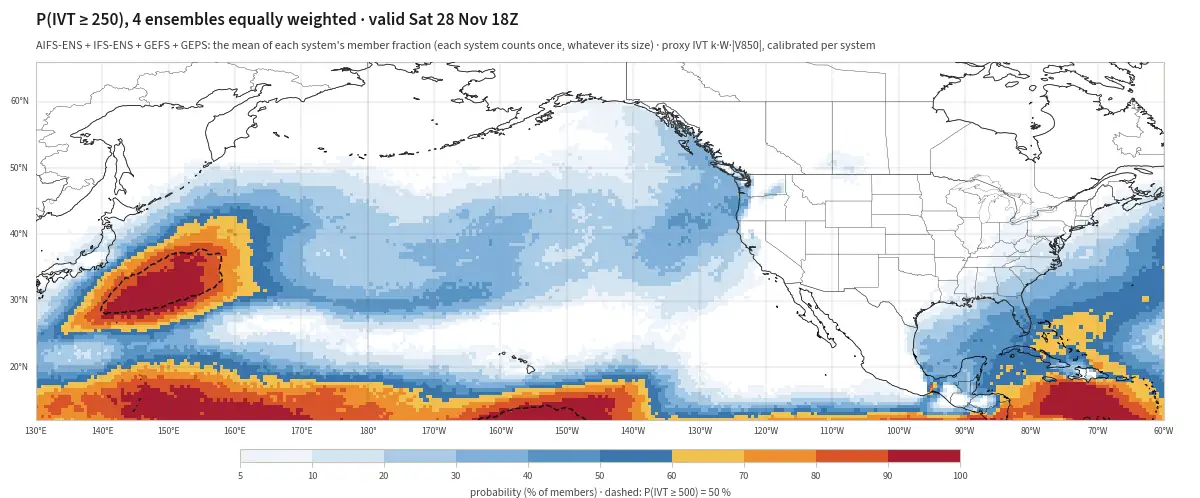 P(IVT ≥ 250), 4 ensembles equally weighted · valid Sat 28 Nov 18Z
AIFS-ENS + IFS-ENS + GEFS + GEPS: the mean of each system's member fraction (each system counts once, whatever its size) · proxy IVT k·W·|V850|, calibrated per system
60°N
50°N
40°N
30°N
20°N
130°E 140°E 150°E 160°E 170°E 180° 170°W 160°W 150°W 140°W 130°W 120°W 110°W 100°W 90°W 80°W 70°W 60°W
5 10 20 30 40 50 60 70 80 90 100
probability (% of members) · dashed: P(IVT ≥ 500) = 50 %